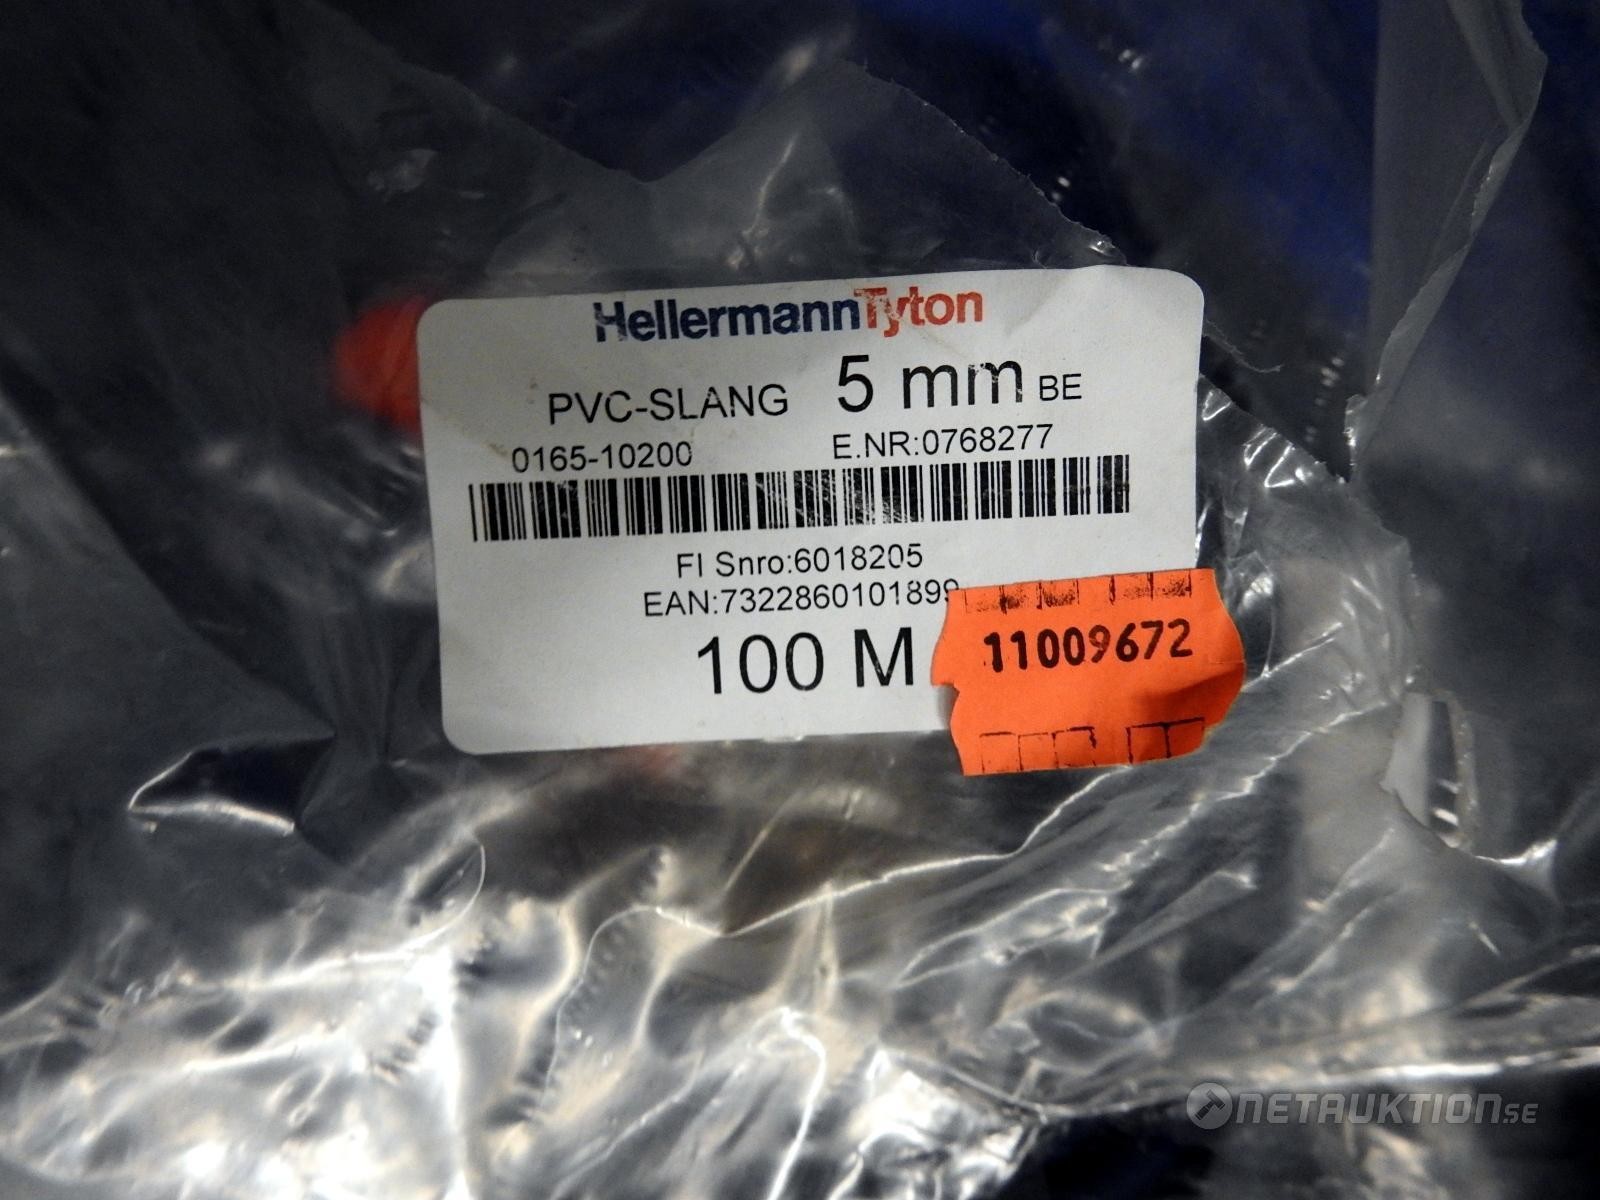 HellermannTyton
PVC-SLANG 5 mm BE
0165-10200 E.NR:0768277
FI Snro:6018205
EAN:7322860101899
100 M
11009672
NETAUKTION.SE